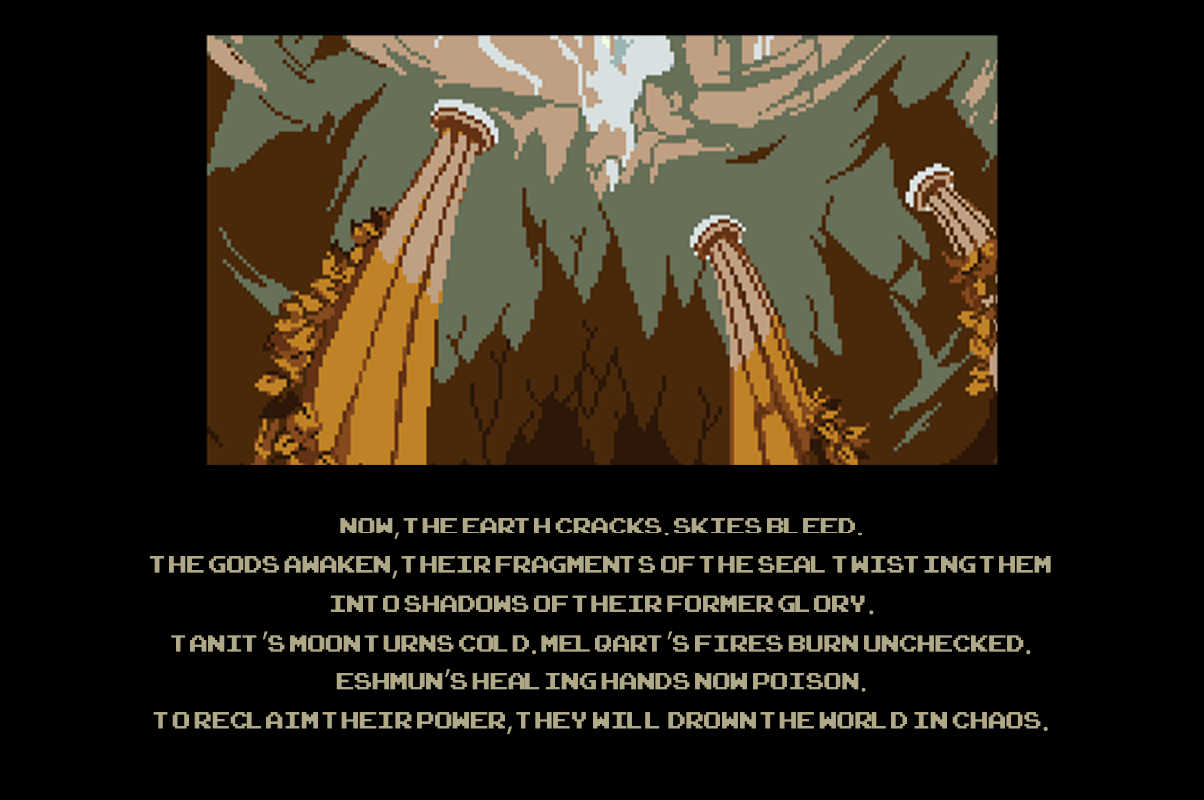 NOW, THE EARTH CRACKS. SKIES BLEED.
THE GODS AWAKEN, THEIR FRAGMENTS OF THE SEAL TWISTING THEM
INTO SHADOWS OF THEIR FORMER GLORY.
TANIT'S MOON TURNS COLD. MELQART'S FIRES BURN UNCHECKED.
ESHMUN'S HEALING HANDS NOW POISON.
TO RECLAIM THEIR POWER, THEY WILL DROWN THE WORLD IN CHAOS.